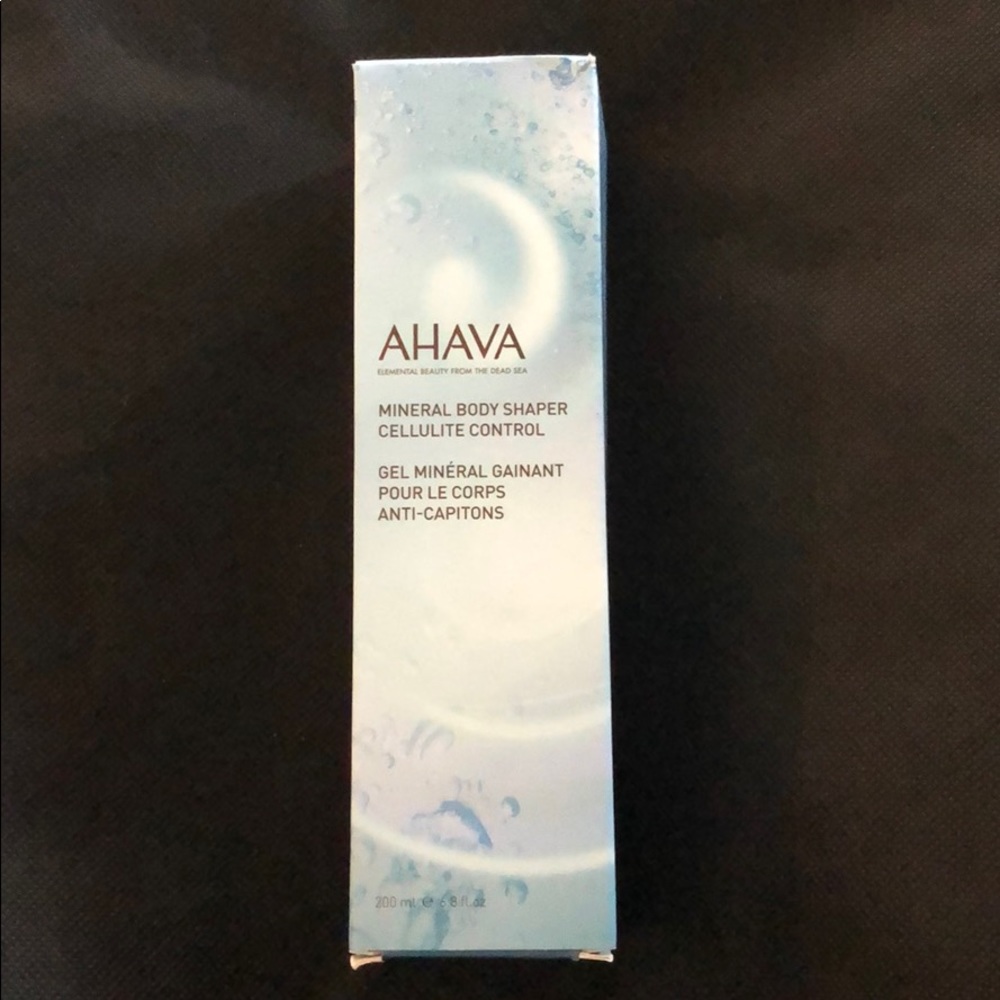 AHAVA
ELEMENTAL BEAUTY FROM THE DEAD SEA
MINERAL BODY SHAPER
CELLULITE CONTROL
GEL MINÉRAL GAINANT
POUR LE CORPS
ANTI-CAPITONS
200 ml ℮ 6.8 fl.oz